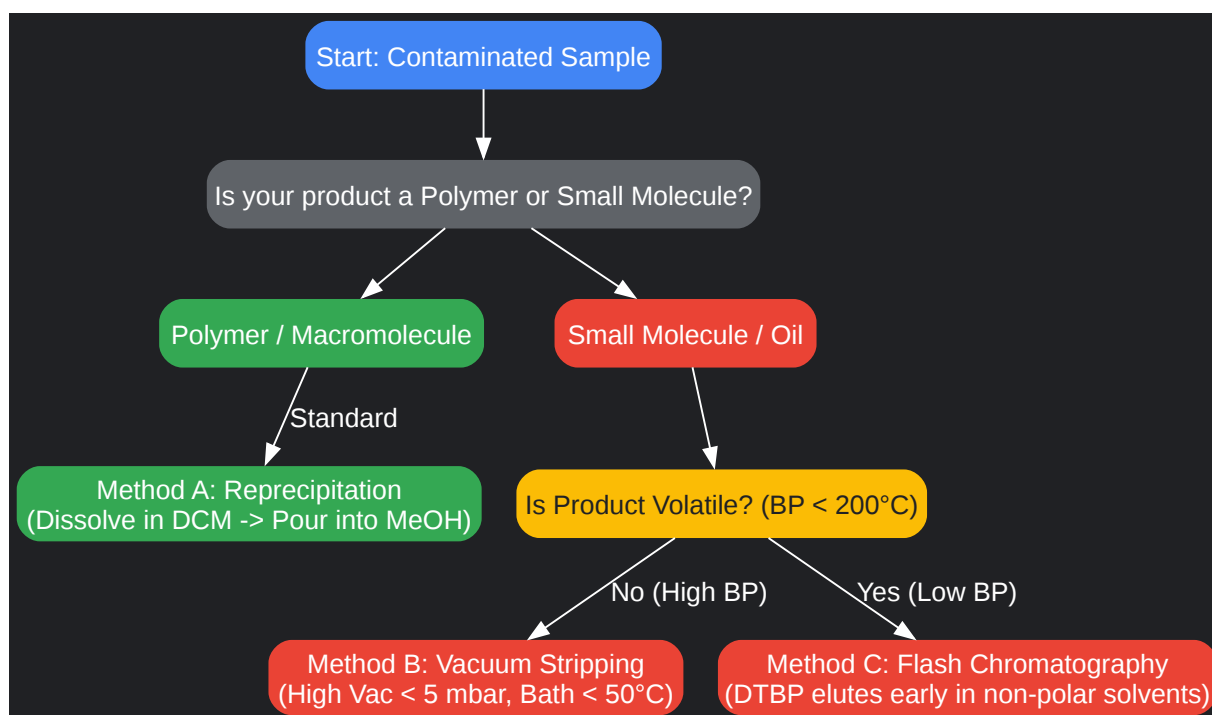 Start: Contaminated Sample
Is your product a Polymer or Small Molecule?
Polymer / Macromolecule
Small Molecule / Oil
Standard
Method A: Reprecipitation
(Dissolve in DCM -> Pour into MeOH)
Is Product Volatile? (BP < 200°C)
No (High BP)
Yes (Low BP)
Method B: Vacuum Stripping
(High Vac < 5 mbar, Bath < 50°C)
Method C: Flash Chromatography
(DTBP elutes early in non-polar solvents)